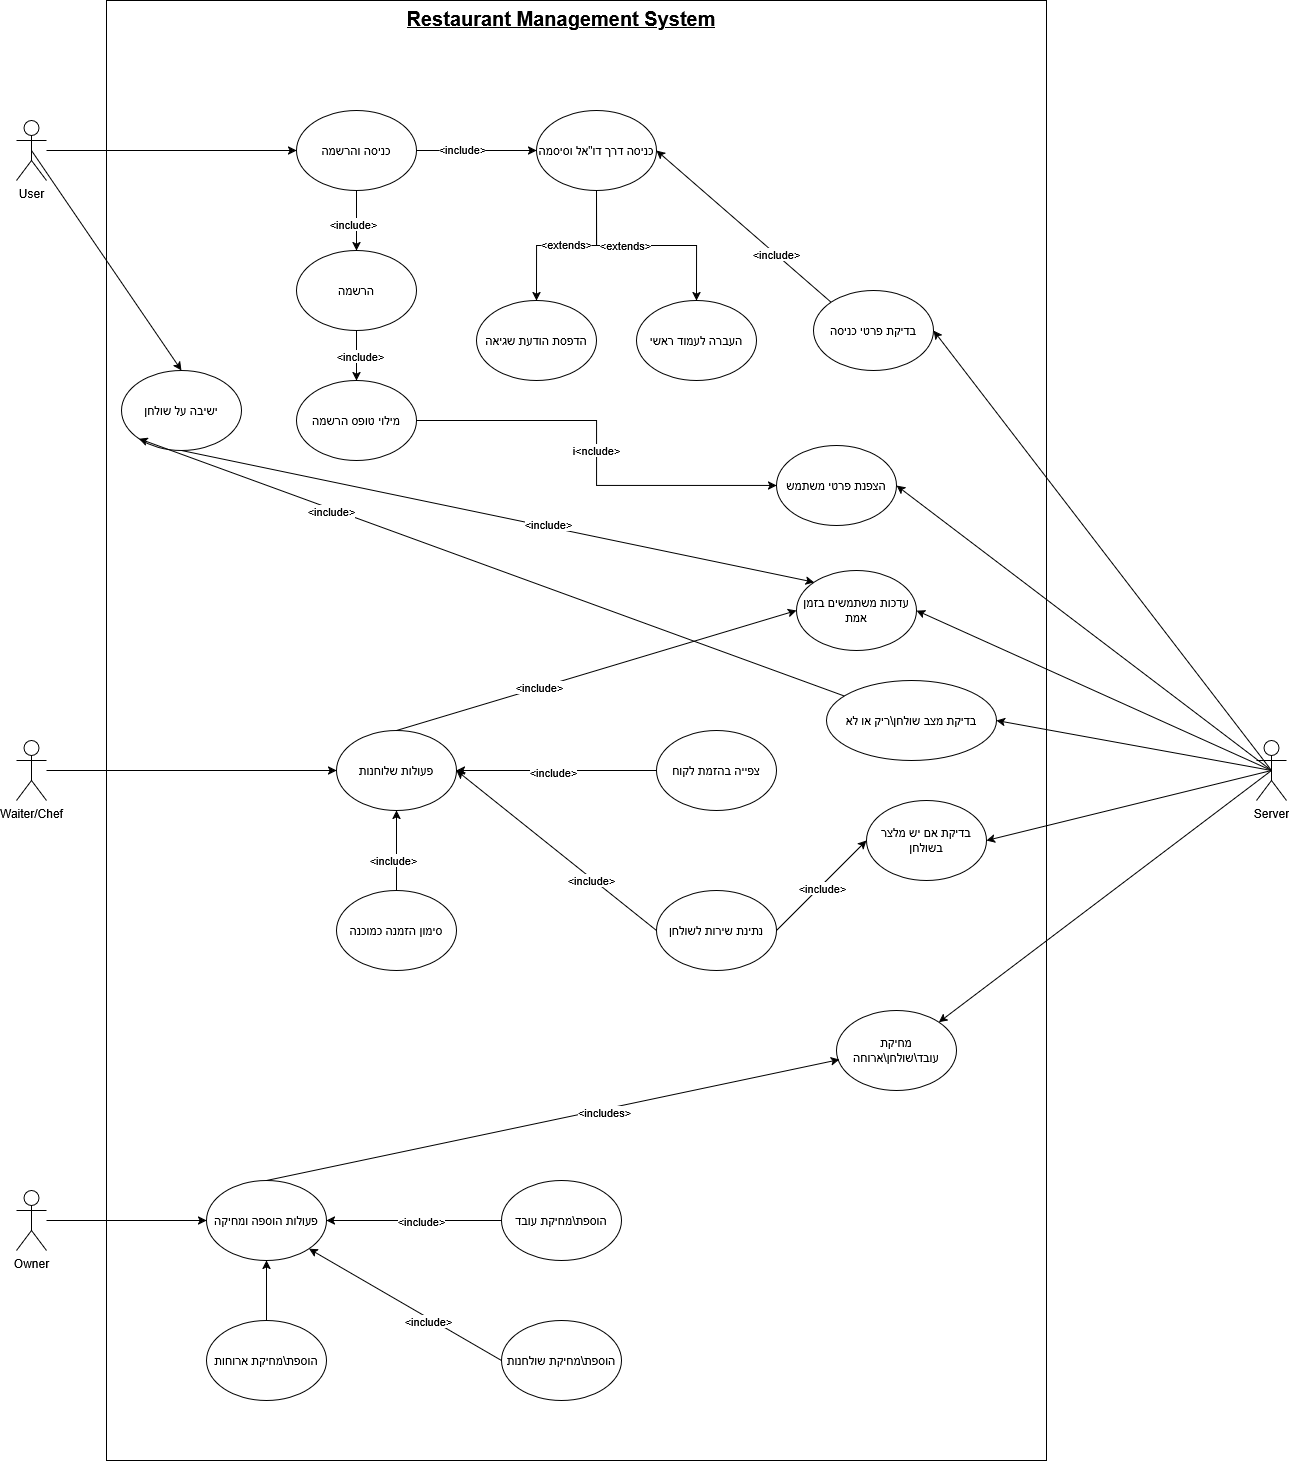 Restaurant Management System
כניסה והרשמה
<include>
כניסה דרך דו"אל וסיסמה
User
<include>
<extends>
<extends>
<include>
הרשמה
בדיקת פרטי כניסה
הדפסת הודעת שגיאה
העברה לעמוד ראשי
<include>
ישיבה על שולחן
מילוי טופס הרשמה
i<nclude>
הצפנת פרטי משתמש
<include>
<include>
עדכות משתמשים בזמן
אמת
<include>
בדיקת מצב שולחן\ריק או לא
פעולות שלוחנות
<include>
צפייה בהזמת לקוח
Waiter/Chef
Server
בדיקת אם יש מלצר
בשולחן
<include>
<include>
<include>
סימון הזמנה כמוכנה
נתינת שירות לשולחן
מחיקת
עובד\שולחן\ארוחה
<includes>
פעולות הוספה ומחיקה
<include>
הוספת\מחיקת עובד
Owner
<include>
הוספת\מחיקת ארוחות
הוספת\מחיקת שולחנות